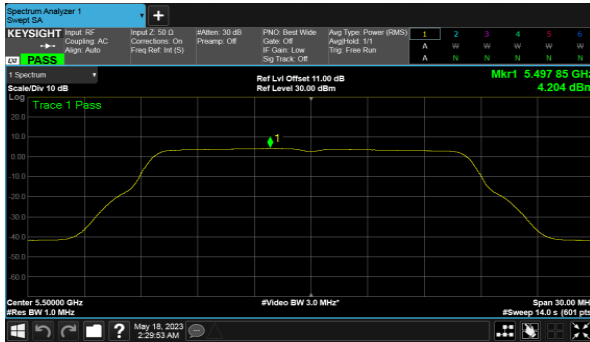 Spectrum Analyzer 1
Swept SA
+
KEYSIGHT
Input: RF
Coupling: AC
Align: Auto
Input Z: 50 Ω
Corrections: On
Freq Ref: Int (S)
#Atten: 30 dB
Preamp: Off
PNO: Best Wide
Gate: Off
IF Gain: Low
Sig Track: Off
Avg Type: Power (RMS)
Avg|Hold: 1/1
Trig: Free Run
1 2 3 4 5 6
A W W W W W
A N N N N N
LXI PASS
1 Spectrum
Scale/Div 10 dB
Ref Lvl Offset 11.00 dB
Ref Level 30.00 dBm
Mkr1 5.497 85 GHz
4.204 dBm
Log
Trace 1 Pass
20.0
10.0
0.00
-10.0
-20.0
-30.0
-40.0
-50.0
-60.0
1
Center 5.50000 GHz
#Res BW 1.0 MHz
#Video BW 3.0 MHz*
Span 30.00 MH
#Sweep 14.0 s (601 pts
?
May 18, 2023
2:29:53 AM